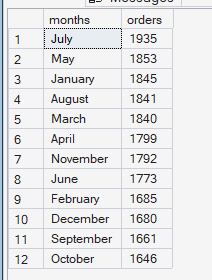 months orders
1 July 1935
2 May 1853
3 January 1845
4 August 1841
5 March 1840
6 April 1799
7 November 1792
8 June 1773
9 February 1685
10 December 1680
11 September 1661
12 October 1646